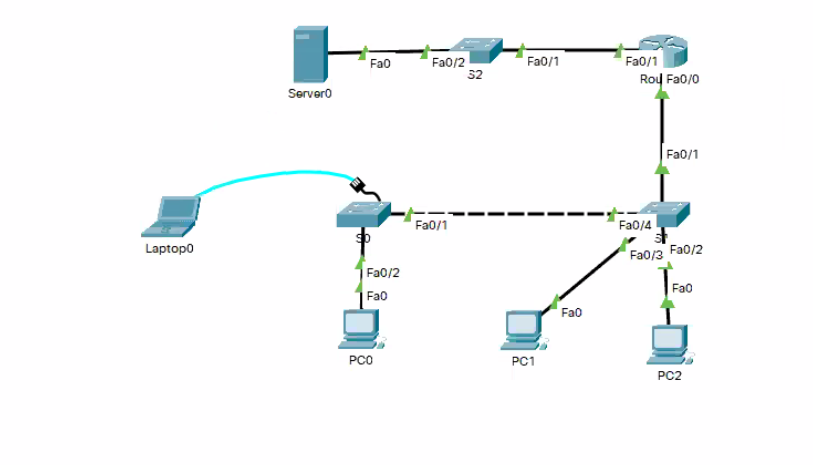 Fa0
Fa0/2
S2
Fa0/1
Fa0/1
Server0
Rou
Fa0/0
Fa0/1
Laptop0
S0
Fa0/1
Fa0/4
Fa0/3
Fa0/2
Fa0/2
Fa0
Fa0
Fa0
PC0
PC1
PC2